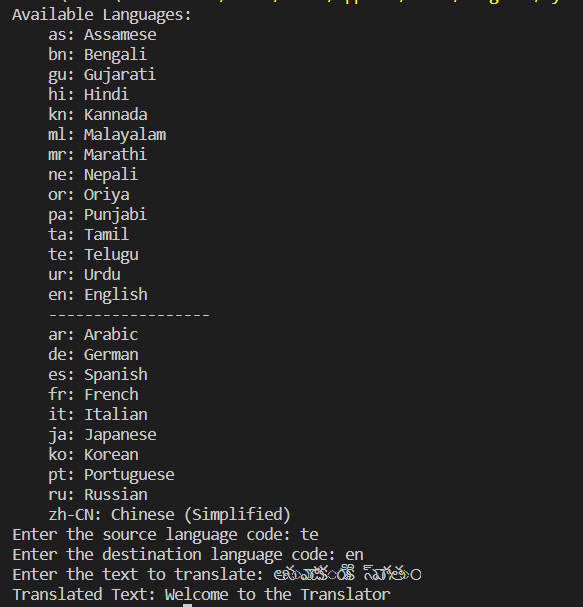 Available Languages:
as: Assamese
bn: Bengali
gu: Gujarati
hi: Hindi
kn: Kannada
ml: Malayalam
mr: Marathi
ne: Nepali
or: Oriya
pa: Punjabi
ta: Tamil
te: Telugu
ur: Urdu
en: English
------------------
ar: Arabic
de: German
es: Spanish
fr: French
it: Italian
ja: Japanese
ko: Korean
pt: Portuguese
ru: Russian
zh-CN: Chinese (Simplified)
Enter the source language code: te
Enter the destination language code: en
Enter the text to translate: స్వాగతం
Translated Text: Welcome to the Translator